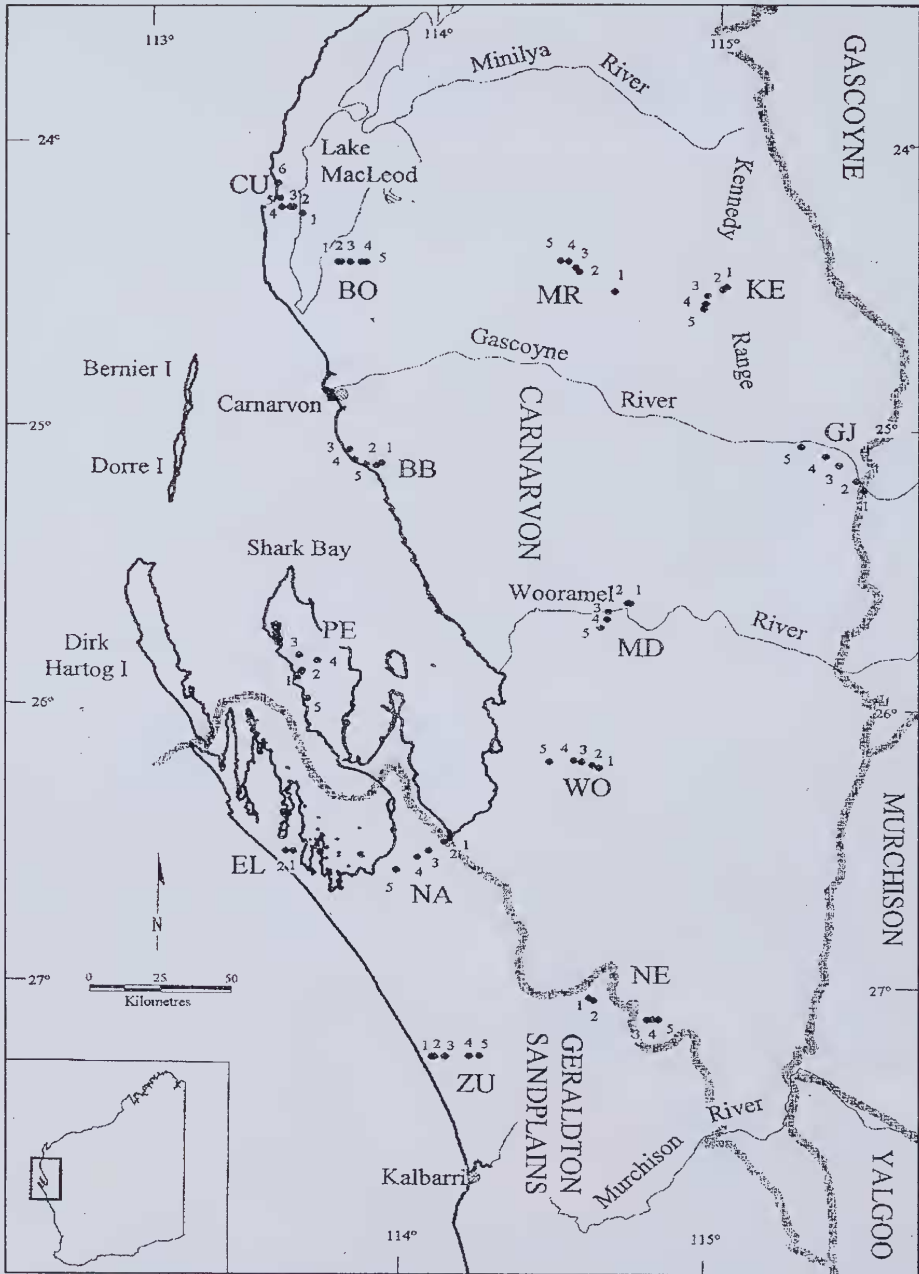 113° 114° 115°
GASCOYNE
Minilya River
24° 24°
Lake
MacLeod
Kennedy
Range
CU
6
5 3 2
4 1
1 2 3 4 5
BO
5 4 3 2 1
MR
1
2
3
4
5
KE
Gascoyne River
Bernier I
Carnarvon
CARNARVON
25° 25°
GJ
5 4 3 2 1
Dorre I
3 2 1
4 5
BB
Shark Bay
Wooramel River
2 1
3
4
5
MD
PE
3 4
2
1
5
Dirk
Hartog I
26° 26°
5 4 3 2 1
WO
MURCHISON
EL
2 1
1
2
3
4
5
NA
N
0 25 50
Kilometres
27° 27°
NE
1
2
3 4 5
1 2 3 4 5
ZU
GERALDTON
SANDPLAINS
Murchison River
Kalbarri
YALGOO
114° 115°